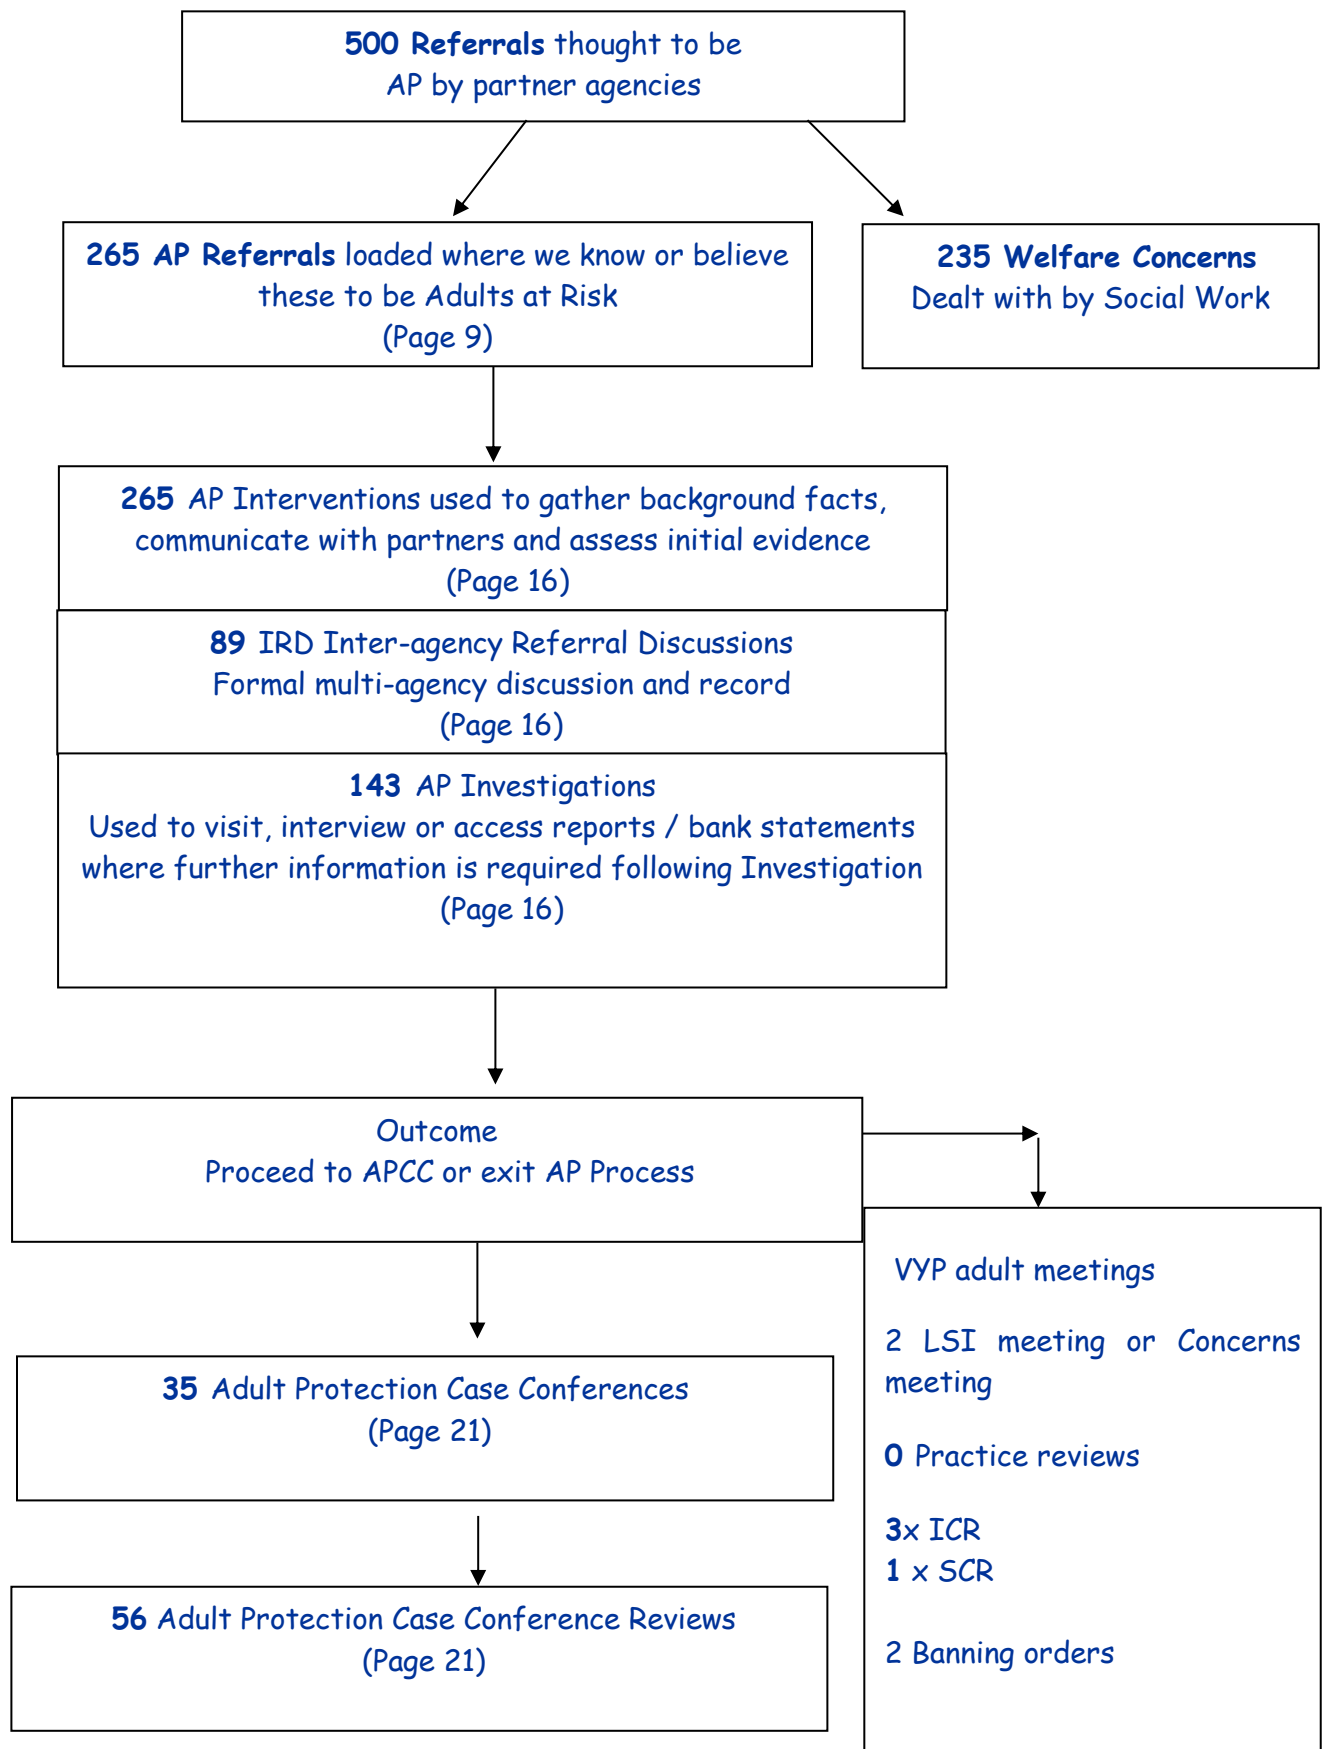 500 Referrals thought to be
AP by partner agencies
265 AP Referrals loaded where we know or believe
these to be Adults at Risk
(Page 9)
235 Welfare Concerns
Dealt with by Social Work
265 AP Interventions used to gather background facts,
communicate with partners and assess initial evidence
(Page 16)
89 IRD Inter-agency Referral Discussions
Formal multi-agency discussion and record
(Page 16)
143 AP Investigations
Used to visit, interview or access reports / bank statements
where further information is required following Investigation
(Page 16)
Outcome
Proceed to APCC or exit AP Process
VYP adult meetings
2 LSI meeting or Concerns
meeting
0 Practice reviews
3x ICR
1 x SCR
2 Banning orders
35 Adult Protection Case Conferences
(Page 21)
56 Adult Protection Case Conference Reviews
(Page 21)